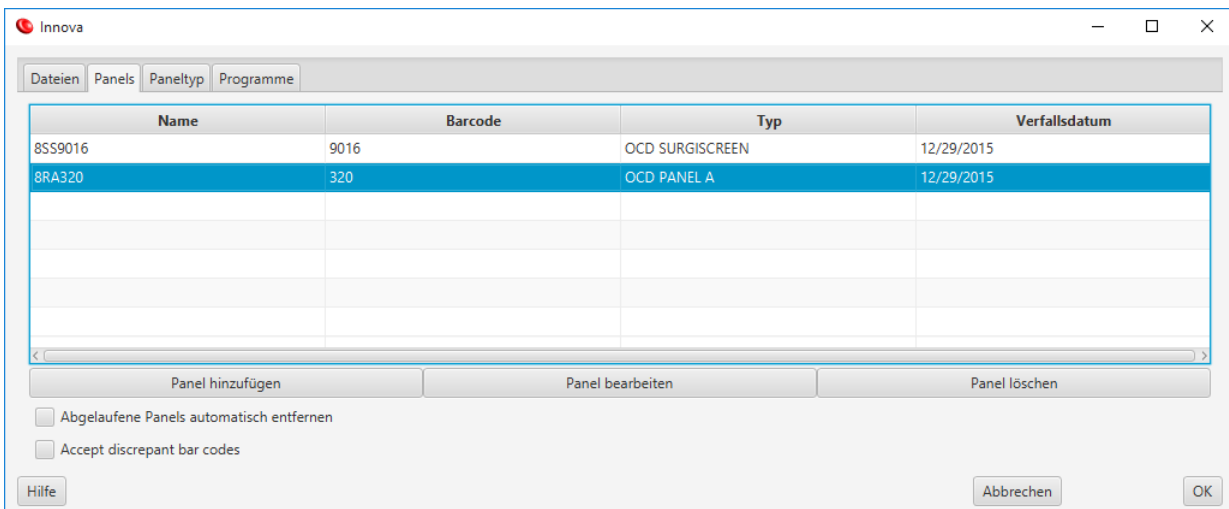 Innova
Dateien Panels Paneltyp Programme
Name Barcode Typ Verfallsdatum
8SS9016 9016 OCD SURGISCREEN 12/29/2015
8RA320 320 OCD PANEL A 12/29/2015
Panel hinzufügen Panel bearbeiten Panel löschen
Abgelaufene Panels automatisch entfernen
Accept discrepant bar codes
Hilfe Abbrechen OK